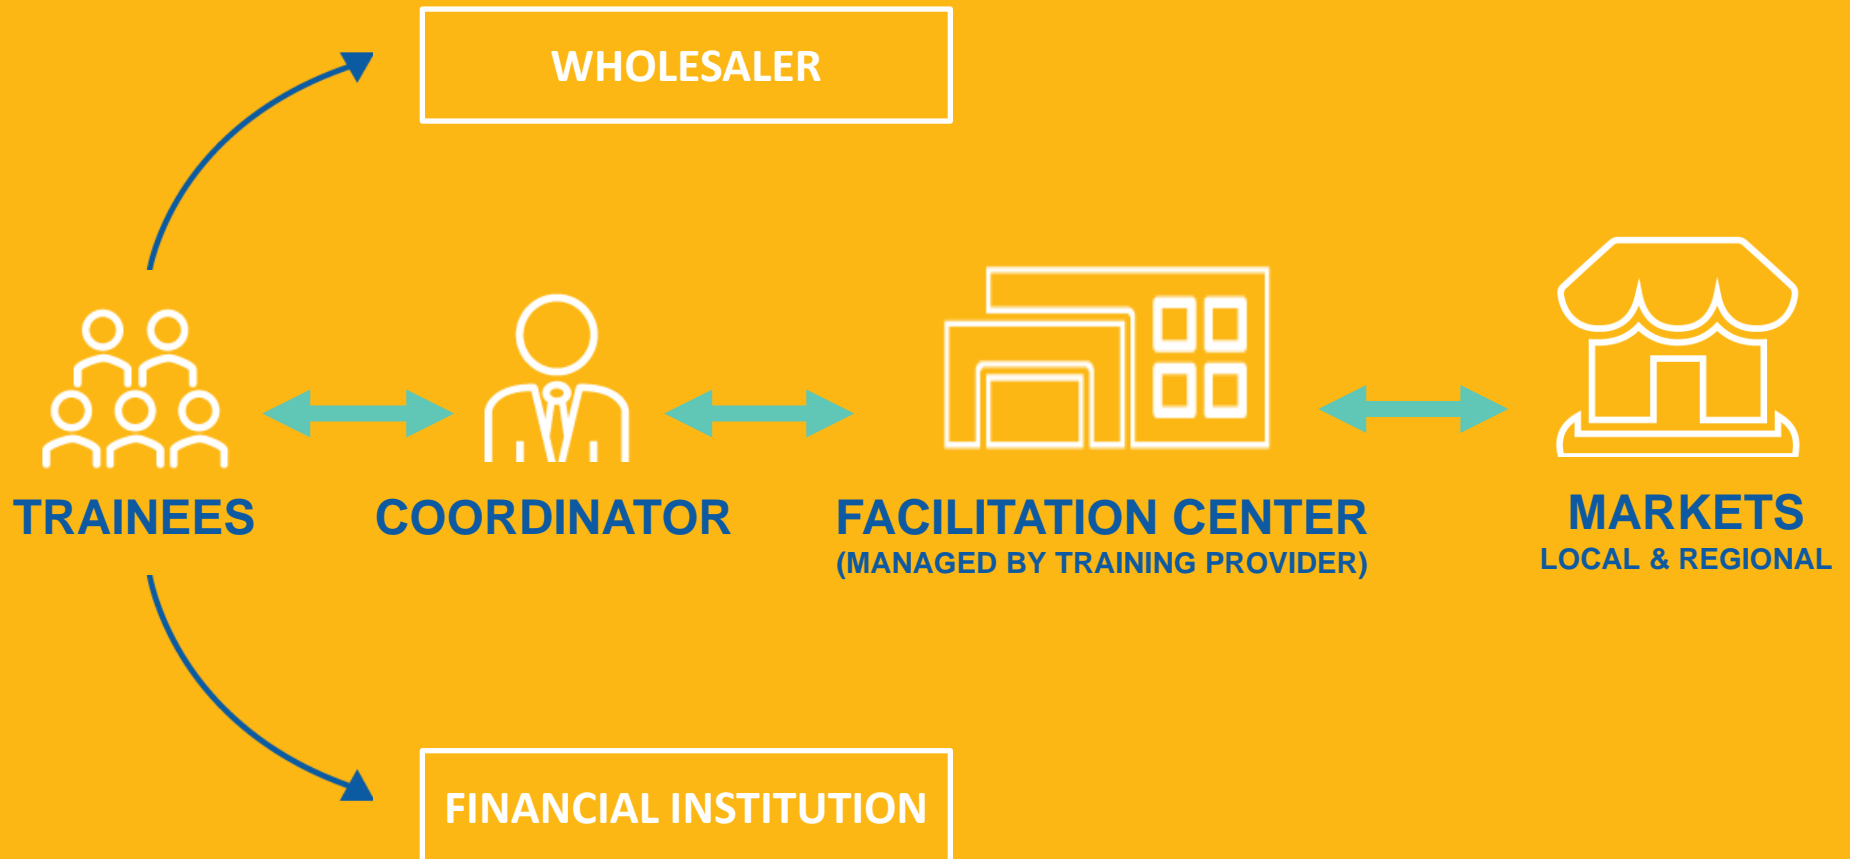 WHOLESALER
TRAINEES
COORDINATOR
FACILITATION CENTER
(MANAGED BY TRAINING PROVIDER)
MARKETS
LOCAL & REGIONAL
FINANCIAL INSTITUTION